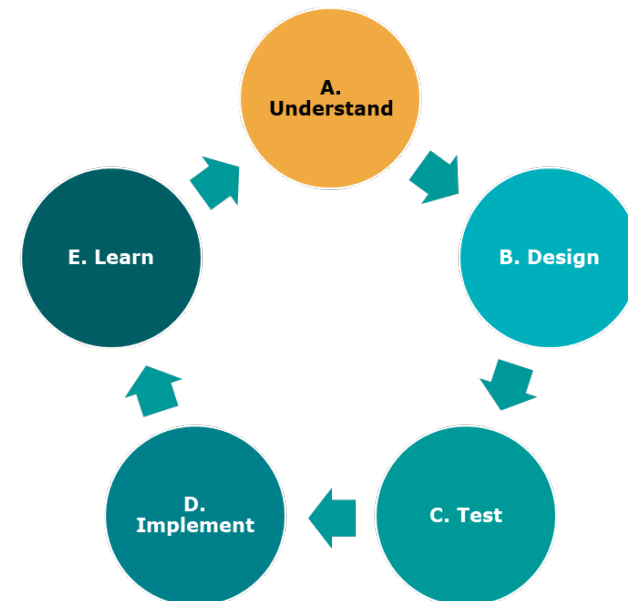 A.
Understand
B. Design
C. Test
D.
Implement
E. Learn